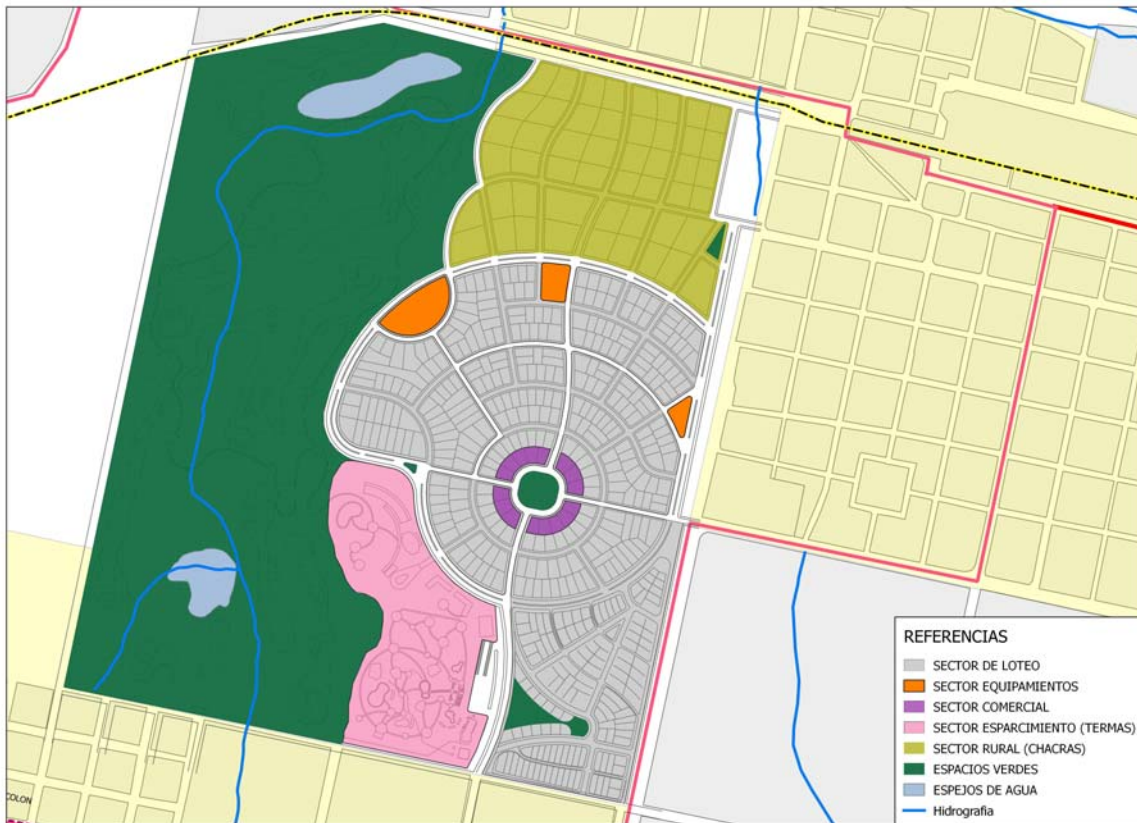 REFERENCIAS
SECTOR DE LOTEO
SECTOR EQUIPAMIENTOS
SECTOR COMERCIAL
SECTOR ESPARCIMIENTO (TERMAS)
SECTOR RURAL (CHACRAS)
ESPACIOS VERDES
ESPEJOS DE AGUA
Hidrografia
COLON